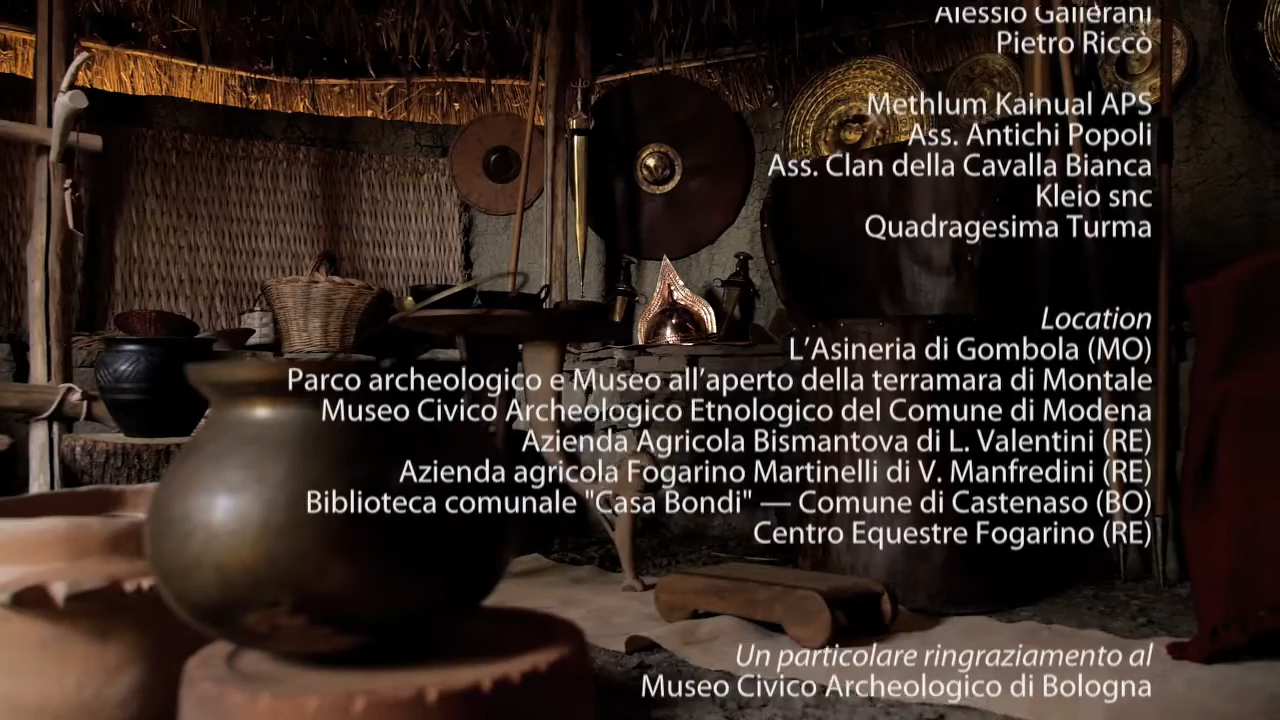 Alessio Gallerani
Pietro Riccò
Methlum Kainual APS
Ass. Antichi Popoli
Ass. Clan della Cavalla Bianca
Kleio snc
Quadragesima Turma
Location
L'Asineria di Gombola (MO)
Parco archeologico e Museo all'aperto della terramara di Montale
Museo Civico Archeologico Etnologico del Comune di Modena
Azienda Agricola Bismantova di L. Valentini (RE)
Azienda agricola Fogarino Martinelli di V. Manfredini (RE)
Biblioteca comunale "Casa Bondi" — Comune di Castenaso (BO)
Centro Equestre Fogarino (RE)
Un particolare ringraziamento al
Museo Civico Archeologico di Bologna